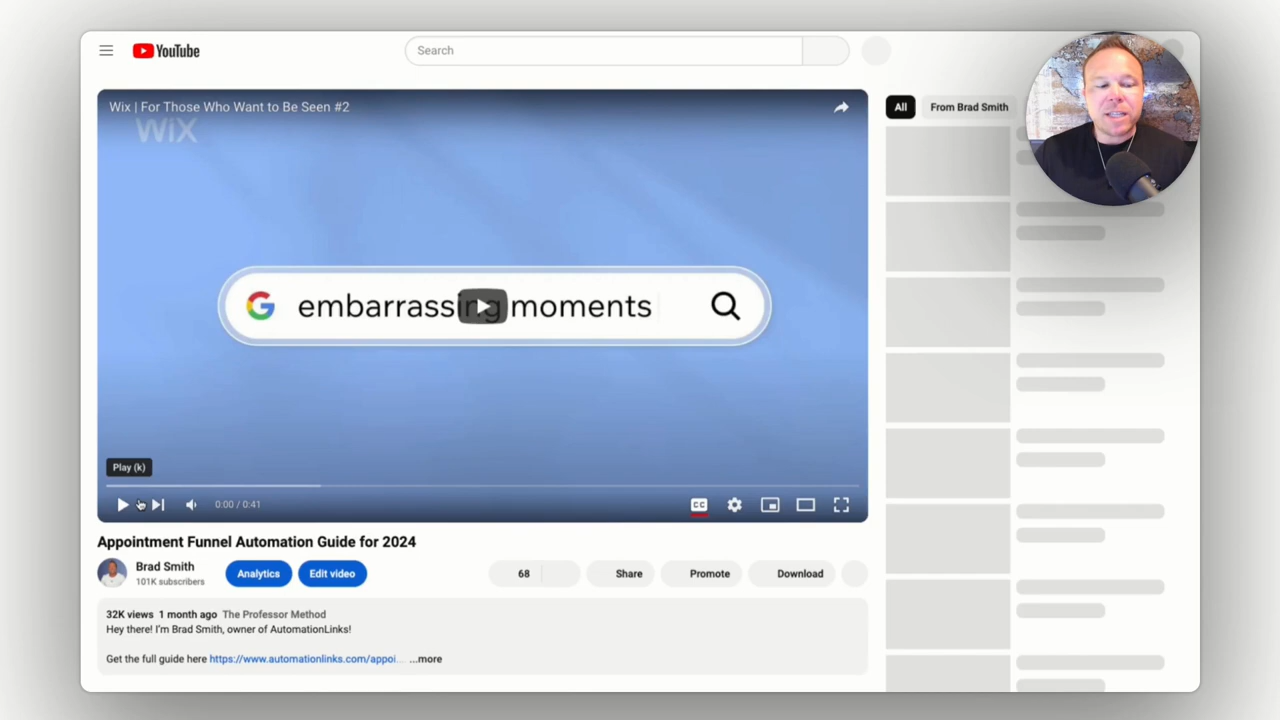 YouTube
Search
Wix | For Those Who Want to Be Seen #2
WiX
All
From Brad Smith
embarrassing moments
Play (k)
0:00 / 0:41
CC
Appointment Funnel Automation Guide for 2024
Brad Smith
101K subscribers
Analytics
Edit video
68
Share
Promote
Download
32K views 1 month ago The Professor Method
Hey there! I'm Brad Smith, owner of AutomationLinks!
Get the full guide here https://www.automationlinks.com/appoi... ...more